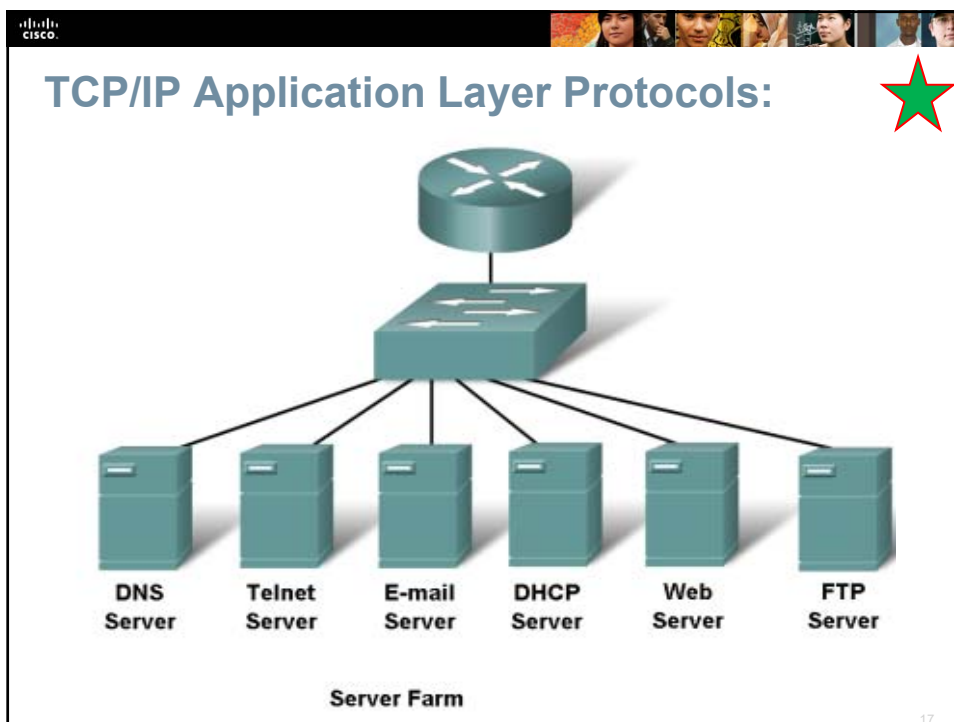 CISCO.
TCP/IP Application Layer Protocols:
DNS Server
Telnet Server
E-mail Server
DHCP Server
Web Server
FTP Server
Server Farm
17